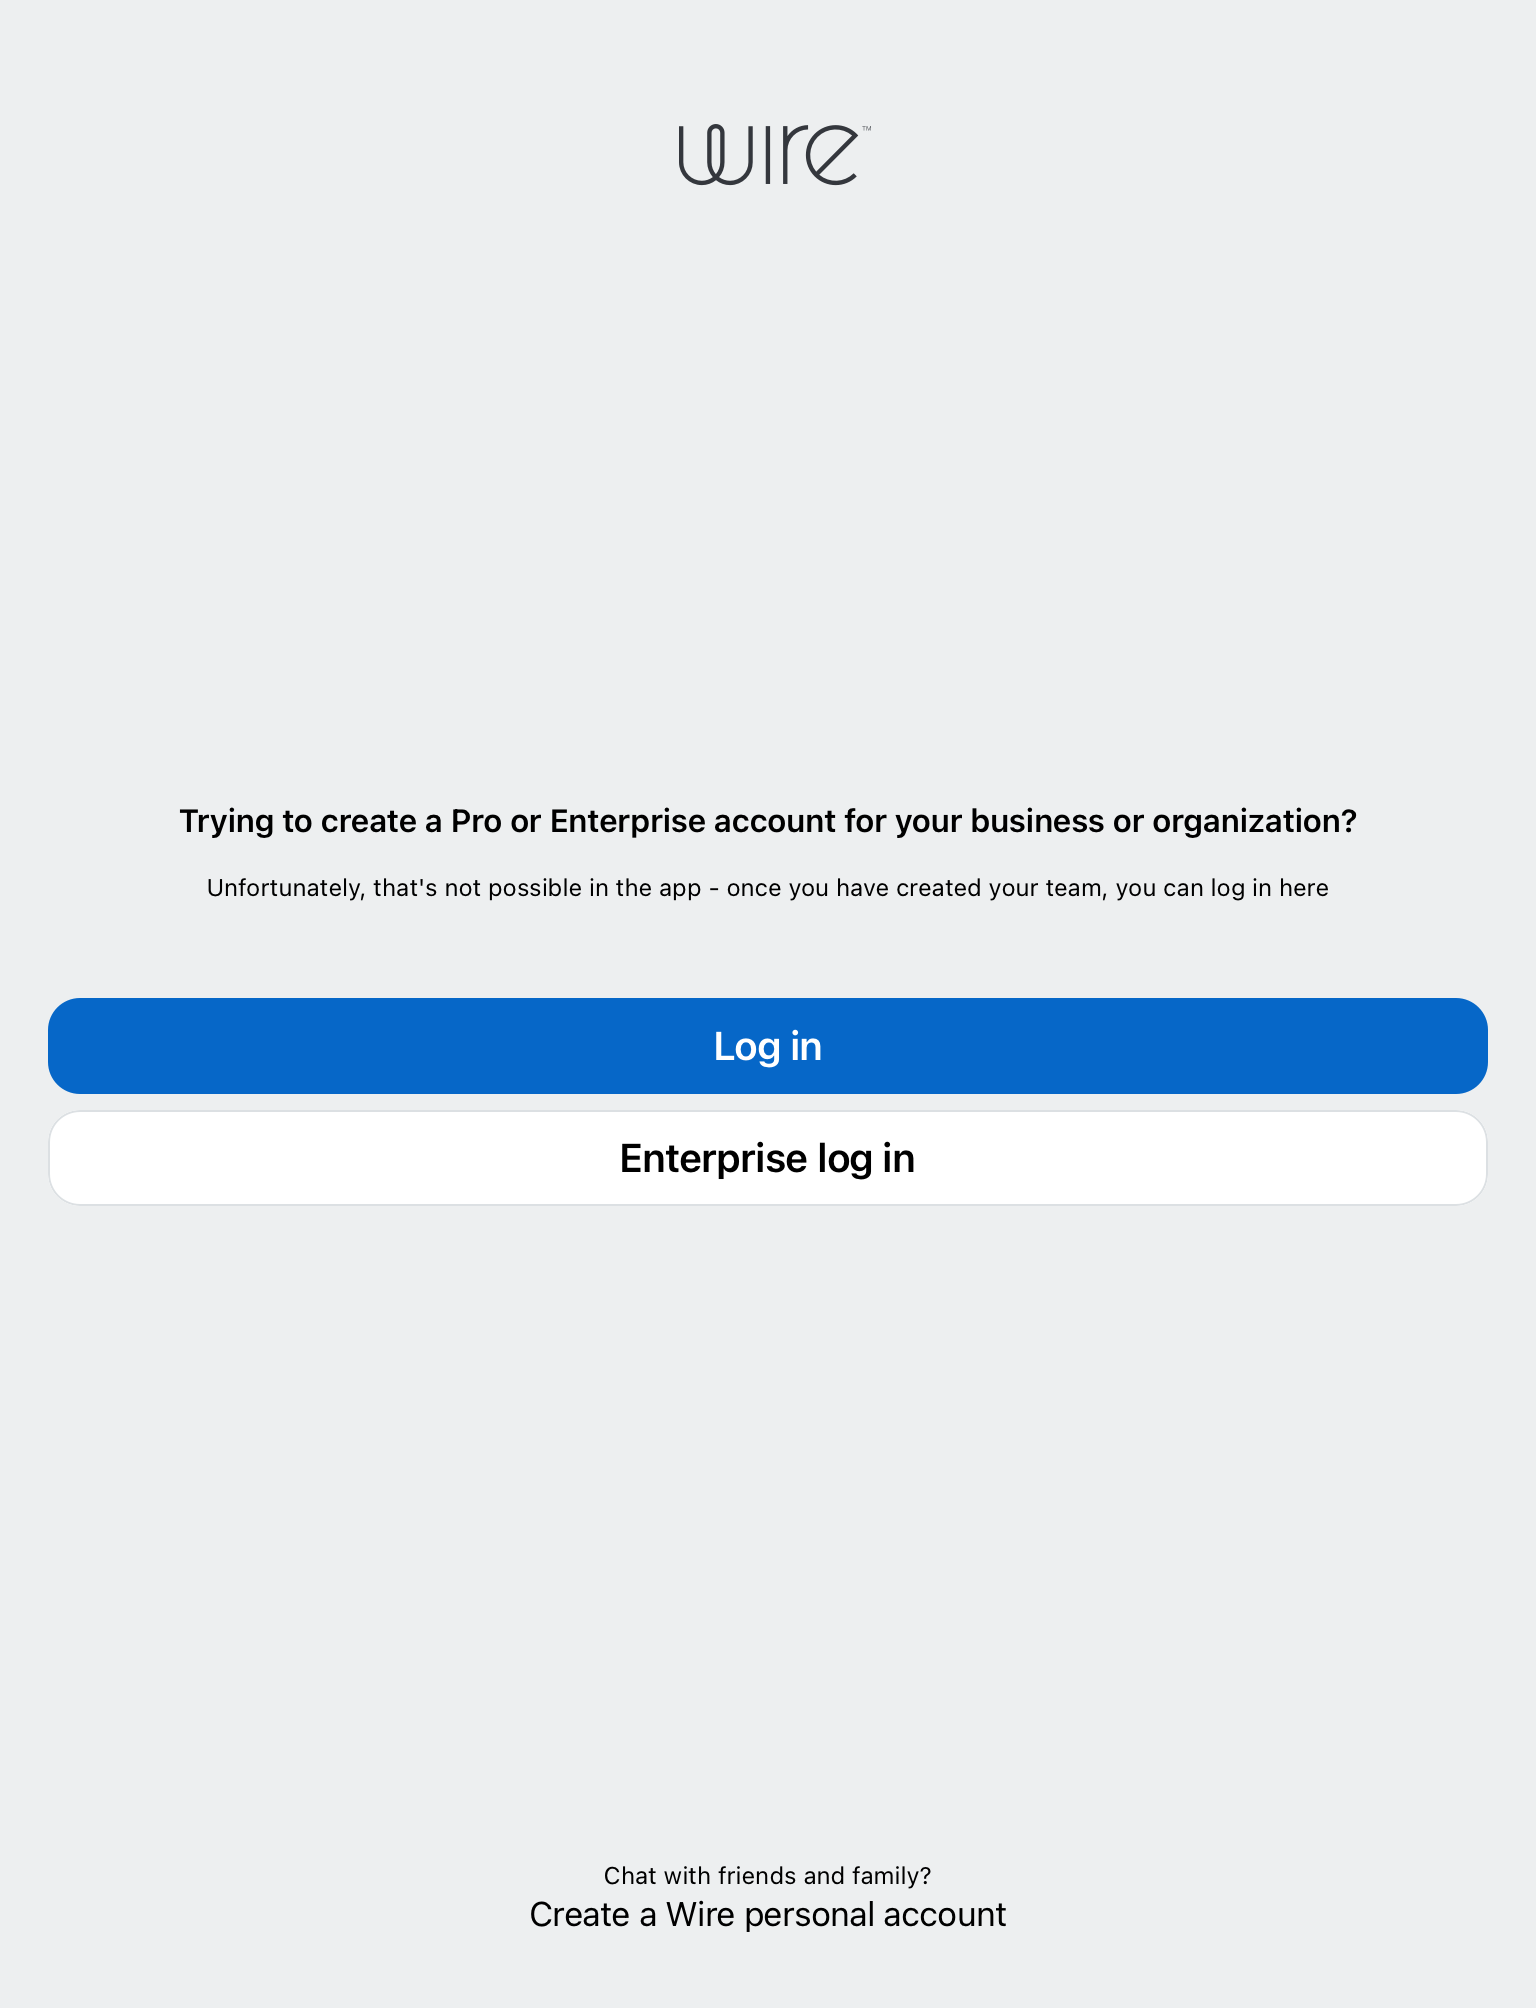 wire™
Trying to create a Pro or Enterprise account for your business or organization?
Unfortunately, that's not possible in the app - once you have created your team, you can log in here
Log in
Enterprise log in
Chat with friends and family?
Create a Wire personal account